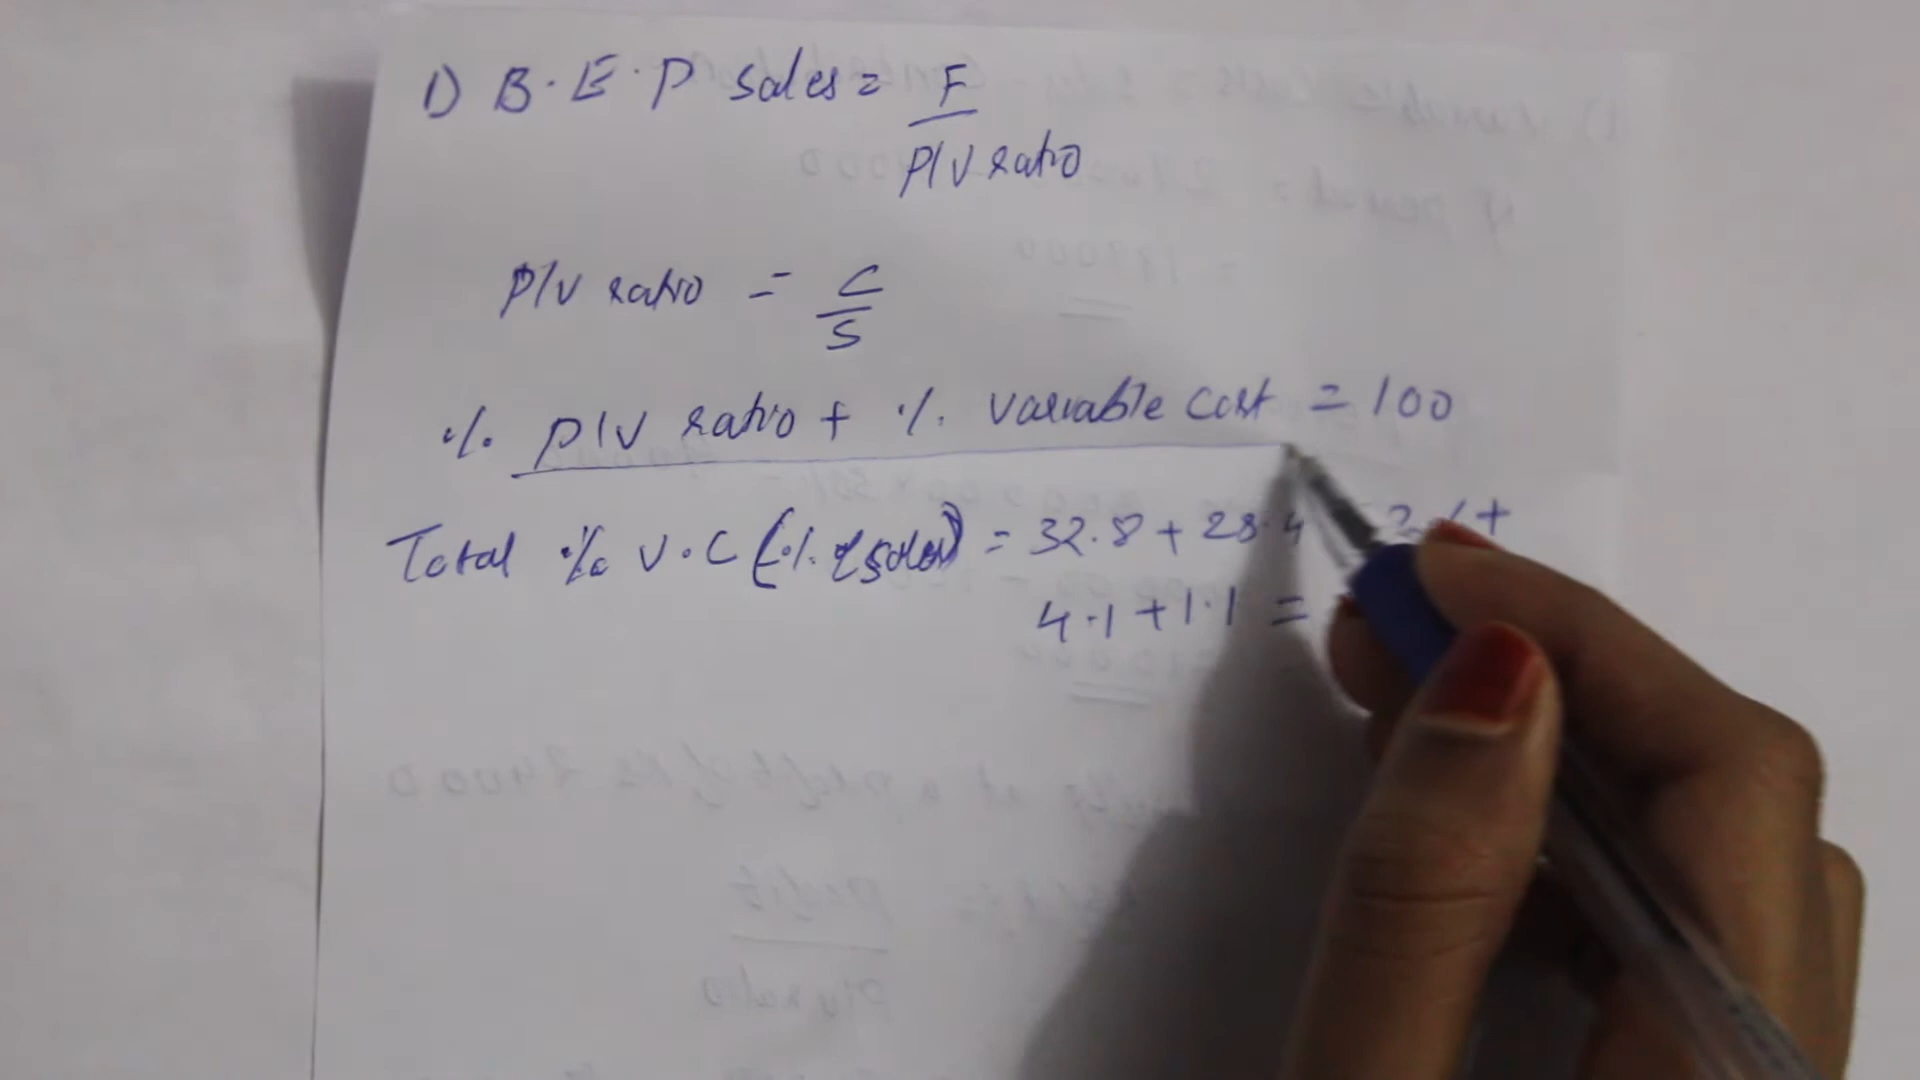 1) B.E.P sales = F
P/V ratio
P/V ratio = C
S
% P/V ratio + % variable cost = 100
Total % V.C (% of sales) = 32.8 + 28.4 +
4.1 + 1.1 =